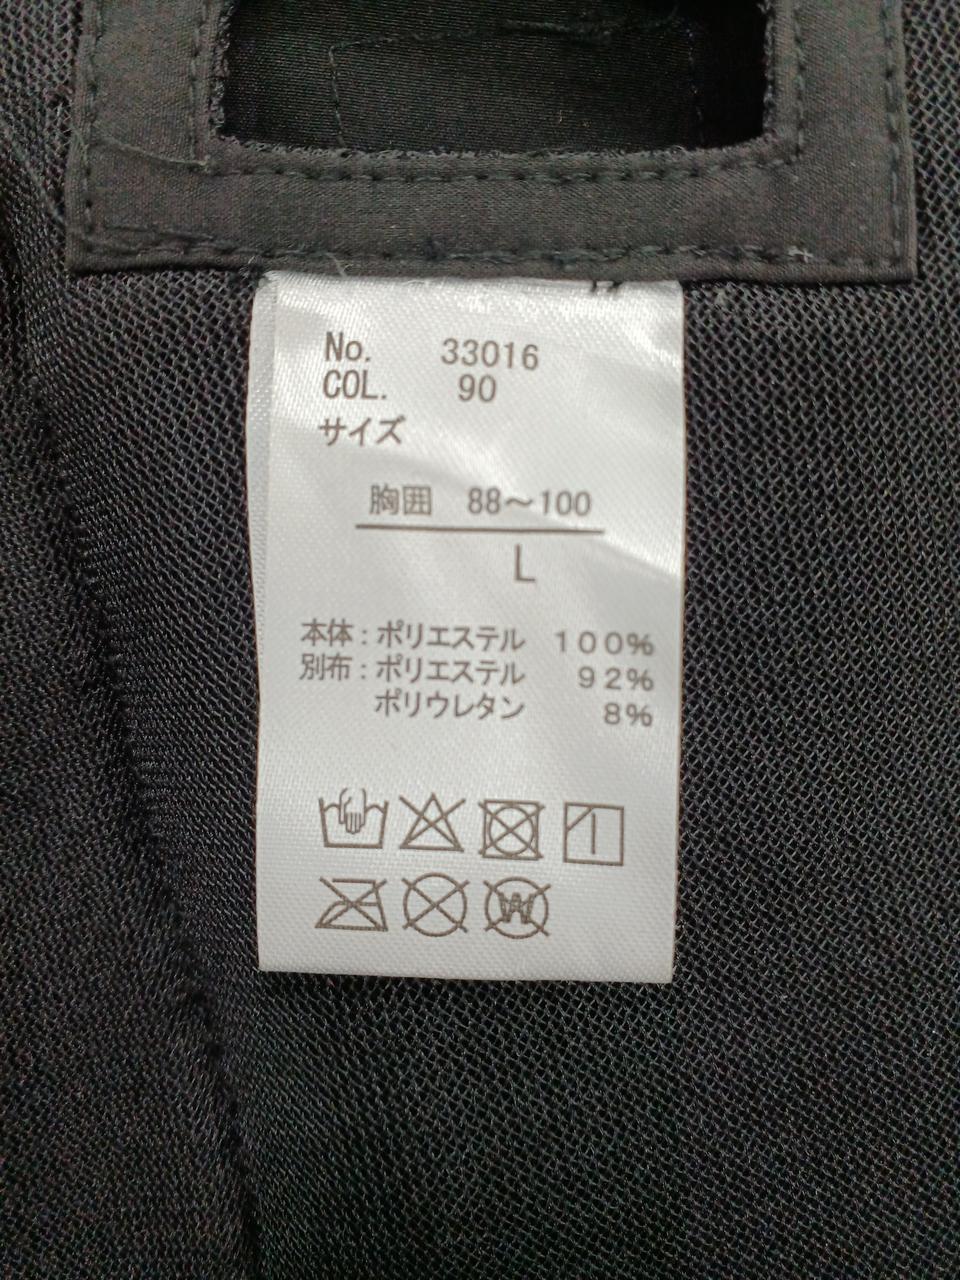 No. 33016
COL. 90
サイズ
胸囲 88～100
L
本体：ポリエステル 100%
別布：ポリエステル 92%
ポリウレタン 8%
W